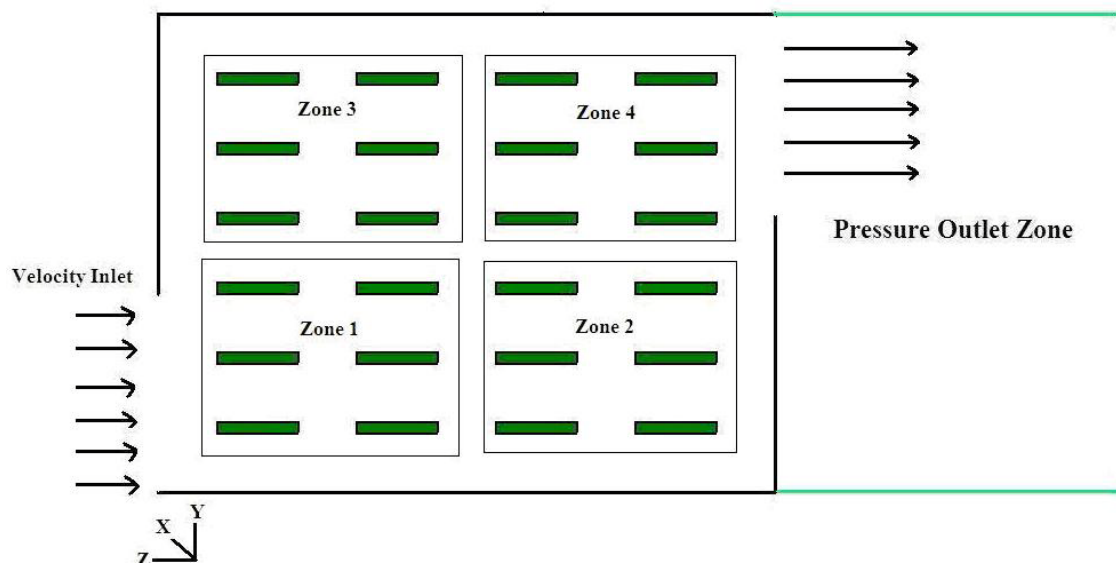 Zone 3
Zone 4
Pressure Outlet Zone
Velocity Inlet
Zone 1
Zone 2
Y
X
Z